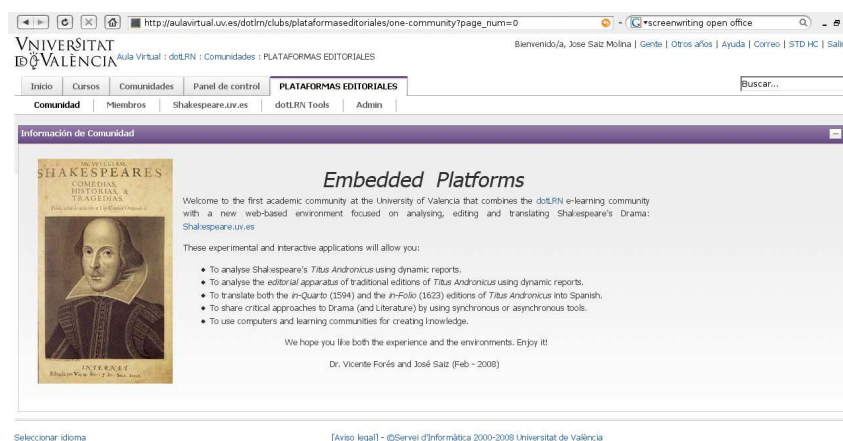 http://aulavirtual.uv.es/dotlrn/clubs/plataformaseditoriales/one-community?page_num=0
screenwriting open office
VNIVERSITAT
ID VALÈNCIA
Aula Virtual : dotLRN : Comunidades : PLATAFORMAS EDITORIALES
Bienvenido/a, Jose Saiz Molina | Gente | Otros años | Ayuda | Correo | STD HC | Salir
Inicio Cursos Comunidades Panel de control PLATAFORMAS EDITORIALES
Buscar...
Comunidad Miembros Shakespeare.uv.es dotLRN Tools Admin
Información de Comunidad
Mr. WILLIAM
SHAKESPEARES
COMEDIAS,
HISTORIAS, &
TRAGEDIAS.
INTERNET
Embedded Platforms
Welcome to the first academic community at the University of Valencia that combines the dotLRN e-learning community
with a new web-based environment focused on analysing, editing and translating Shakespeare's Drama:
Shakespeare.uv.es
These experimental and interactive applications will allow you:
◆ To analyse Shakespeare's Titus Andronicus using dynamic reports.
◆ To analyse the editorial apparatus of traditional editions of Titus Andronicus using dynamic reports.
◆ To translate both the in-Quarto (1594) and the in-Folio (1623) editions of Titus Andronicus into Spanish.
◆ To share critical approaches to Drama (and Literature) by using synchronous or asynchronous tools.
◆ To use computers and learning communities for creating knowledge.
We hope you like both the experience and the environments. Enjoy it!
Dr. Vicente Forés and José Saiz (Feb - 2008)
Seleccionar idioma
[Aviso legal] - ©Servei d'Informàtica 2000-2008 Universitat de València